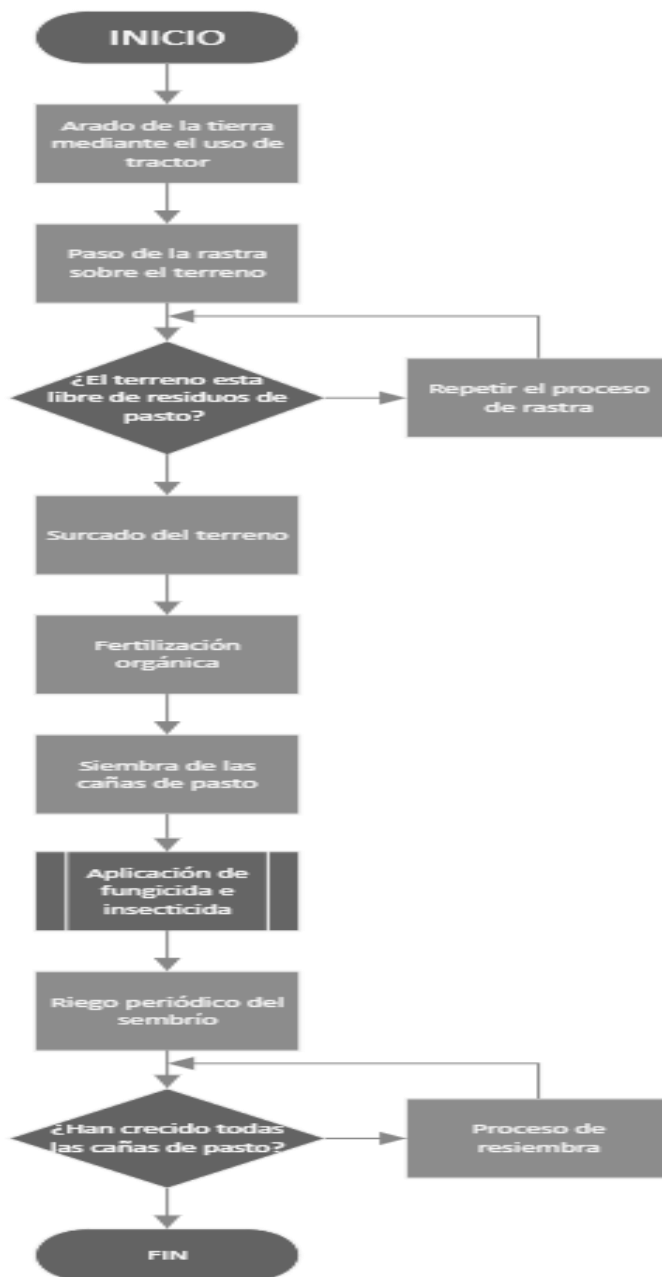 INICIO
Arado de la tierra
mediante el uso de
tractor
Paso de la rastra
sobre el terreno
¿El terreno esta
libre de residuos de
pasto?
Repetir el proceso
de rastra
Surcado del terreno
Fertilización
orgánica
Siembra de las
cañas de pasto
Aplicación de
fungicida e
insecticida
Riego periódico del
sembrío
¿Han crecido todas
las cañas de pasto?
Proceso de
resiembra
FIN